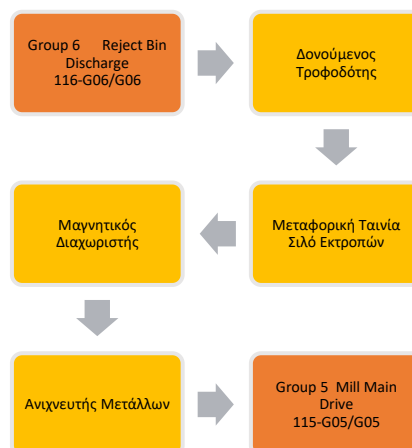 Group 6 Reject Bin
Discharge
116-G06/G06
Δονούμενος
Τροφοδότης
Μεταφορική Ταινία
Σιλό Εκτροπών
Μαγνητικός
Διαχωριστής
Ανιχνευτής Μετάλλων
Group 5 Mill Main
Drive
115-G05/G05